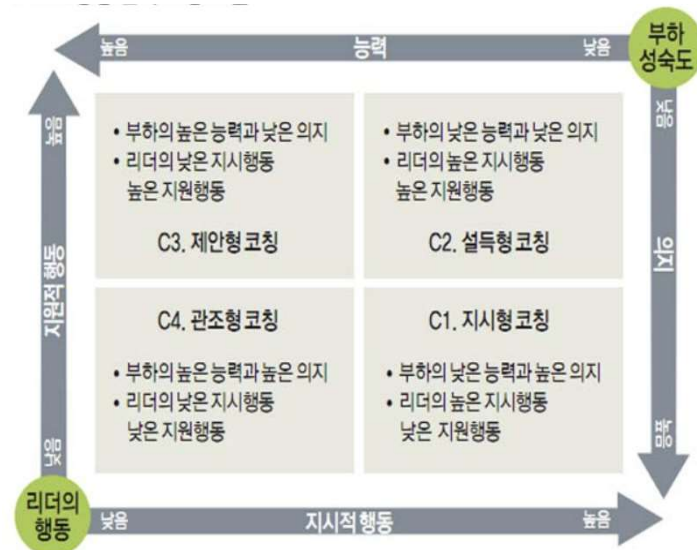 높음 능력 낮음
부하
성숙도
높음
지원적 행동
낮음
• 부하의 높은 능력과 낮은 의지
• 리더의 낮은 지시행동
높은 지원행동
C3. 제안형 코칭
• 부하의 낮은 능력과 낮은 의지
• 리더의 높은 지시행동
높은 지원행동
C2. 설득형 코칭
낮음
의지
높음
C4. 관조형 코칭
• 부하의 높은 능력과 높은 의지
• 리더의 낮은 지시행동
낮은 지원행동
C1. 지시형 코칭
• 부하의 낮은 능력과 높은 의지
• 리더의 높은 지시행동
낮은 지원행동
리더의
행동
낮음 지시적 행동 높음